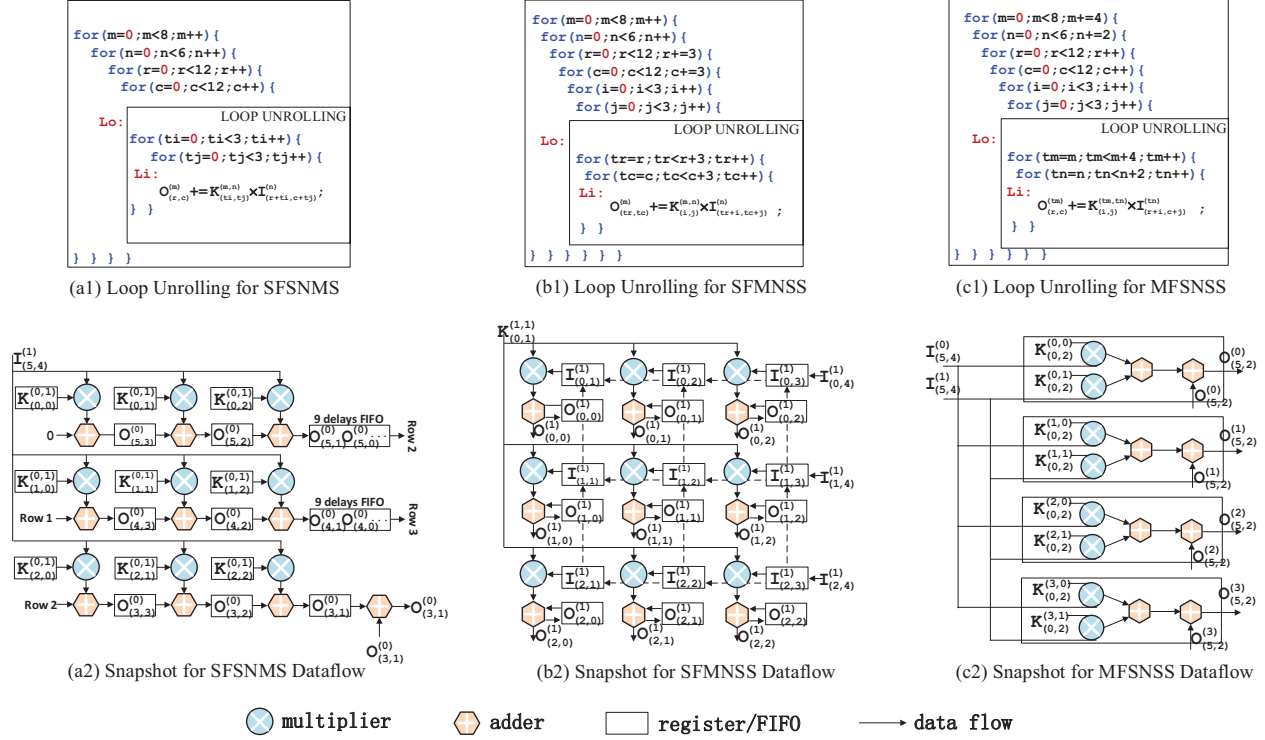 for(m=0;m<8;m++){
for(n=0;n<6;n++){
for(r=0;r<12;r++){
for(c=0;c<12;c++){
LOOP UNROLLING
Lo:
for(ti=0;ti<3;ti++){
for(tj=0;tj<3;tj++){
Li:
O(m)(r,c)+=K(m,n)(ti,tj)×I(n)(r+ti,c+tj);
} }
} } } }
(a1) Loop Unrolling for SFSNMS
for(m=0;m<8;m++){
for(n=0;n<6;n++){
for(r=0;r<12;r+=3){
for(c=0;c<12;c+=3){
for(i=0;i<3;i++){
for(j=0;j<3;j++){
LOOP UNROLLING
Lo:
for(tr=r;tr<r+3;tr++){
for(tc=c;tc<c+3;tc++){
Li:
O(m)(tr,tc)+=K(m,n)(i,j)×I(n)(tr+i,tc+j) ;
} }
} } } } } }
(b1) Loop Unrolling for SFMNSS
for(m=0;m<8;m+=4){
for(n=0;n<6;n+=2){
for(r=0;r<12;r++){
for(c=0;c<12;c++){
for(i=0;i<3;i++){
for(j=0;j<3;j++){
LOOP UNROLLING
Lo:
for(tm=m;tm<m+4;tm++){
for(tn=n;tn<n+2;tn++){
Li:
O(tm)(r,c)+=K(tm,tn)(i,j)×I(tn)(r+i,c+j) ;
} }
} } } } } }
(c1) Loop Unrolling for MFSNSS
I(1)(5,4)
K(0,1)(0,0) K(0,1)(0,1) K(0,1)(0,2)
9 delays FIFO
0 O(0)(5,3) O(0)(5,2) O(0)(5,1) O(0)(5,0) ... Row 2
K(0,1)(1,0) K(0,1)(1,1) K(0,1)(1,2)
9 delays FIFO
Row 1 O(0)(4,3) O(0)(4,2) O(0)(4,1) O(0)(4,0) ... Row 3
K(0,1)(2,0) K(0,1)(2,1) K(0,1)(2,2)
Row 2 O(0)(3,3) O(0)(3,2) O(0)(3,1) O(0)(3,1)
O(0)(3,1)
(a2) Snapshot for SFSNMS Dataflow
K(1,1)(0,1)
I(1)(0,1) I(1)(0,2) I(1)(0,3) I(1)(0,4)
O(1)(0,0) O(1)(0,1) O(1)(0,2)
O(1)(0,0) O(1)(0,1) O(1)(0,2)
I(1)(1,1) I(1)(1,2) I(1)(1,3) I(1)(1,4)
O(1)(1,0) O(1)(1,1) O(1)(1,2)
O(1)(1,0) O(1)(1,1) O(1)(1,2)
I(1)(2,1) I(1)(2,2) I(1)(2,3) I(1)(2,4)
O(1)(2,0) O(1)(2,1) O(1)(2,2)
O(1)(2,0) O(1)(2,1) O(1)(2,2)
(b2) Snapshot for SFMNSS Dataflow
I(0)(5,4)
I(1)(5,4)
K(0,0)(0,2)
K(0,1)(0,2)
O(0)(5,2)
O(0)(5,2)
K(1,0)(0,2)
K(1,1)(0,2)
O(1)(5,2)
O(1)(5,2)
K(2,0)(0,2)
K(2,1)(0,2)
O(2)(5,2)
O(2)(5,2)
K(3,0)(0,2)
K(3,1)(0,2)
O(3)(5,2)
O(3)(5,2)
(c2) Snapshot for MFSNSS Dataflow
multiplier adder register/FIFO data flow